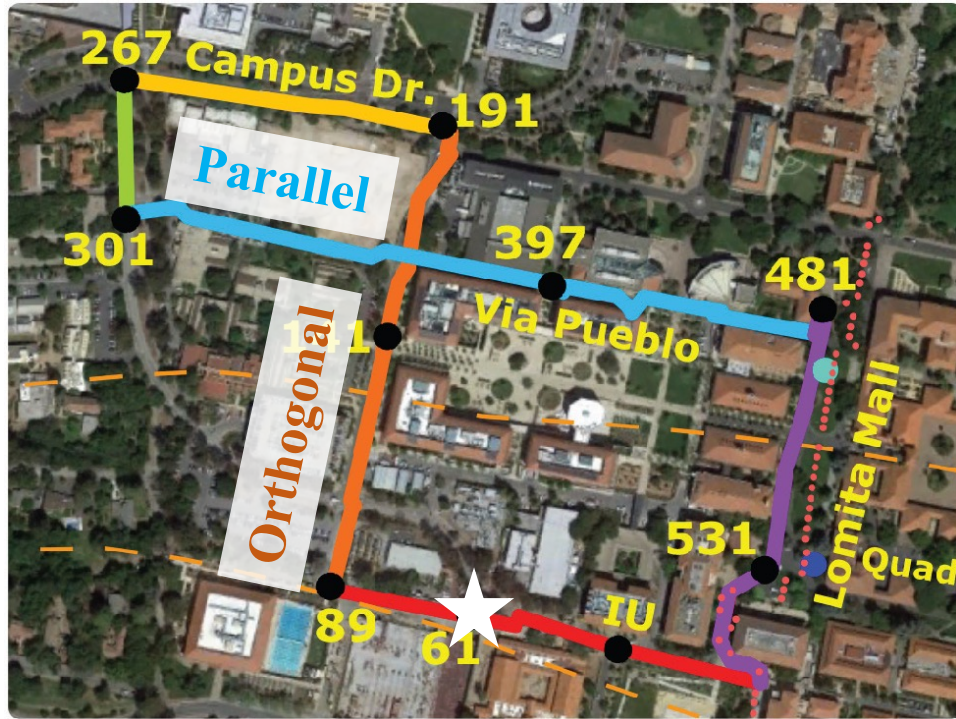 267 Campus Dr.
191
Parallel
301
397
481
Via Pueblo
Orthogonal
Lomita Mall
531
Quad
IU
89
61